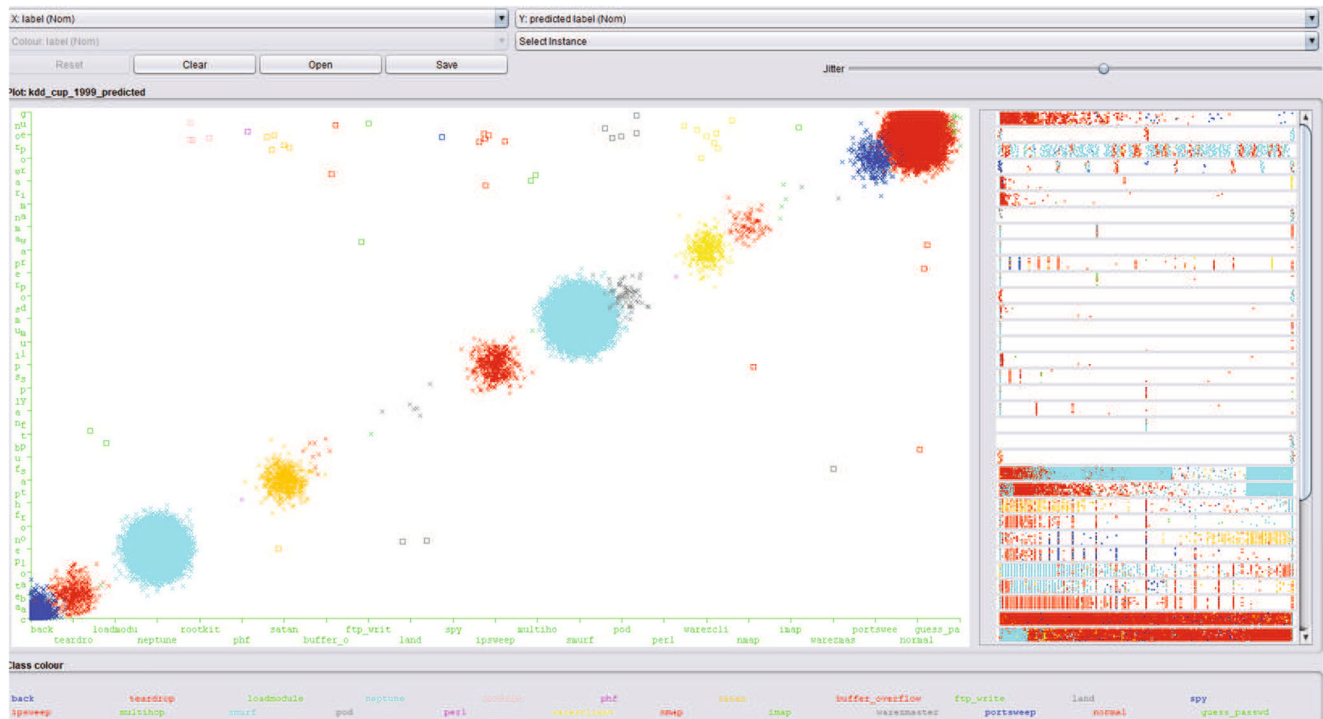 X: label (Nom)
Y: predicted label (Nom)
Colour: label (Nom)
Select Instance
Reset Clear Open Save
Jitter
Plot: kdd_cup_1999_predicted
back loadmodu rootkit satan ftp_writ spy multiho pod warezcli imap portswee guess_pa
teardro neptune phf buffer_o land ipsweep smurf perl nmap warezmas normal
Class colour
back teardrop loadmodule neptune phf satan buffer_overflow ftp_write land spy
ipsweep multihop smurf pod perl nmap imap warezmaster portsweep normal guess_passwd